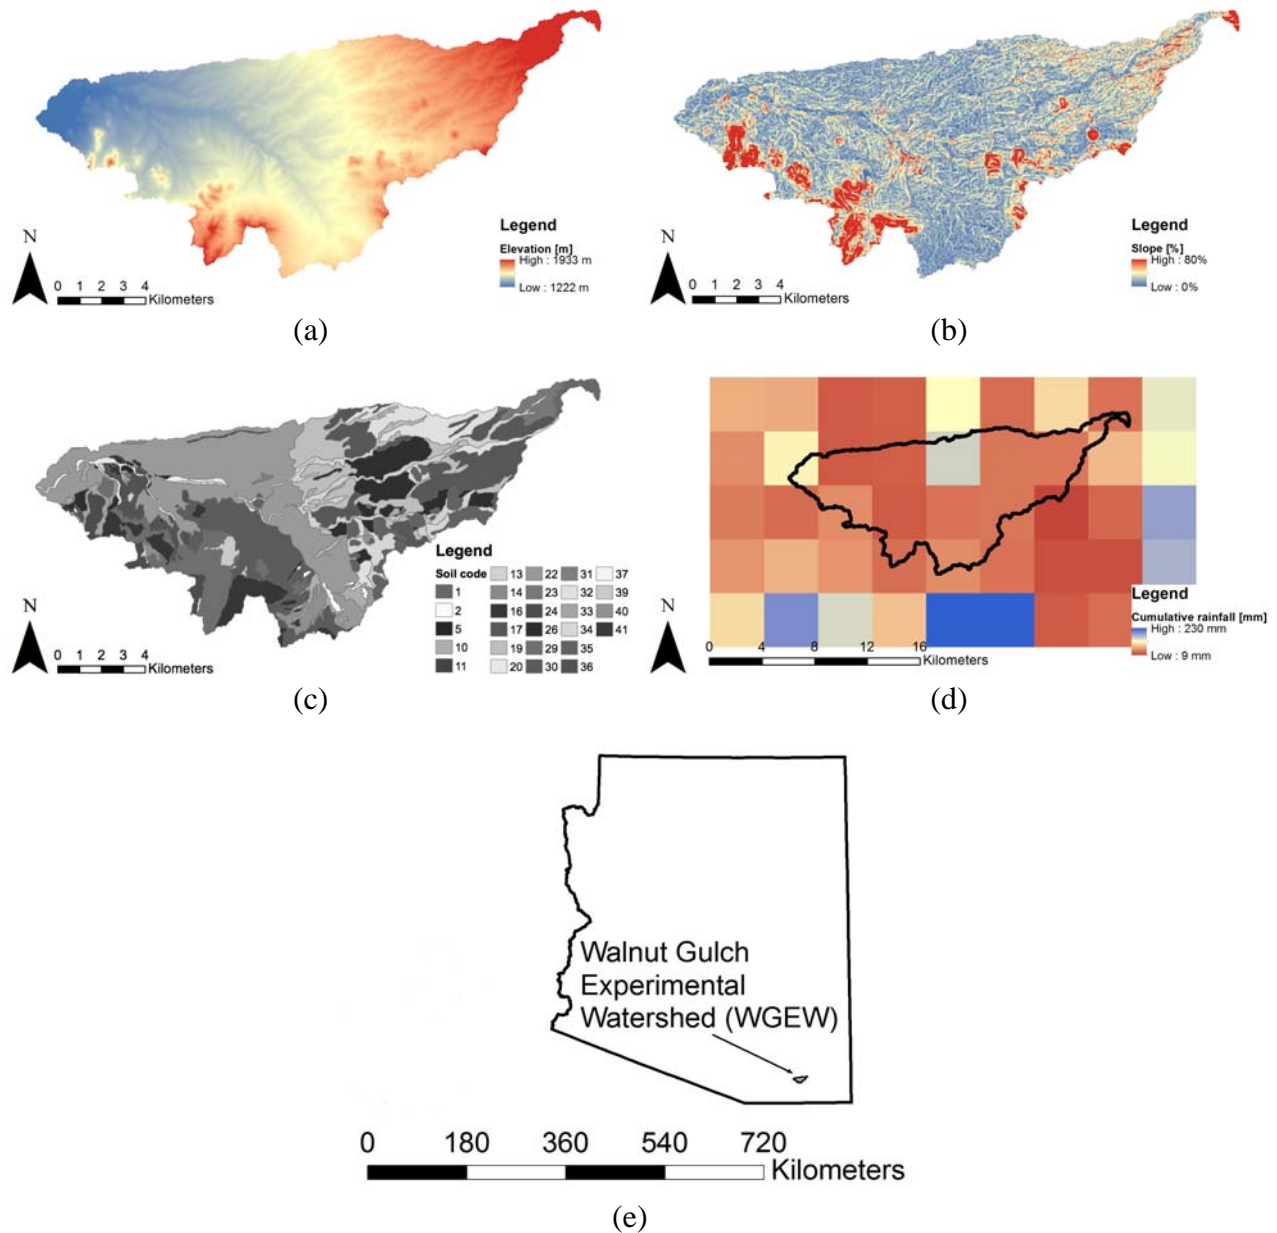 Legend
Elevation [m]
High : 1933 m
Low : 1222 m
N
0 1 2 3 4
Kilometers
(a)
Legend
Slope [%]
High : 80%
Low : 0%
N
0 1 2 3 4
Kilometers
(b)
Legend
Soil code
1
2
5
10
11
13
14
16
17
19
20
22
23
24
26
29
30
31
32
33
34
35
36
37
39
40
41
N
0 1 2 3 4
Kilometers
(c)
Legend
Cumulative rainfall [mm]
High : 230 mm
Low : 9 mm
N
0 4 8 12 16
Kilometers
(d)
Walnut Gulch
Experimental
Watershed (WGEW)
0 180 360 540 720
Kilometers
(e)